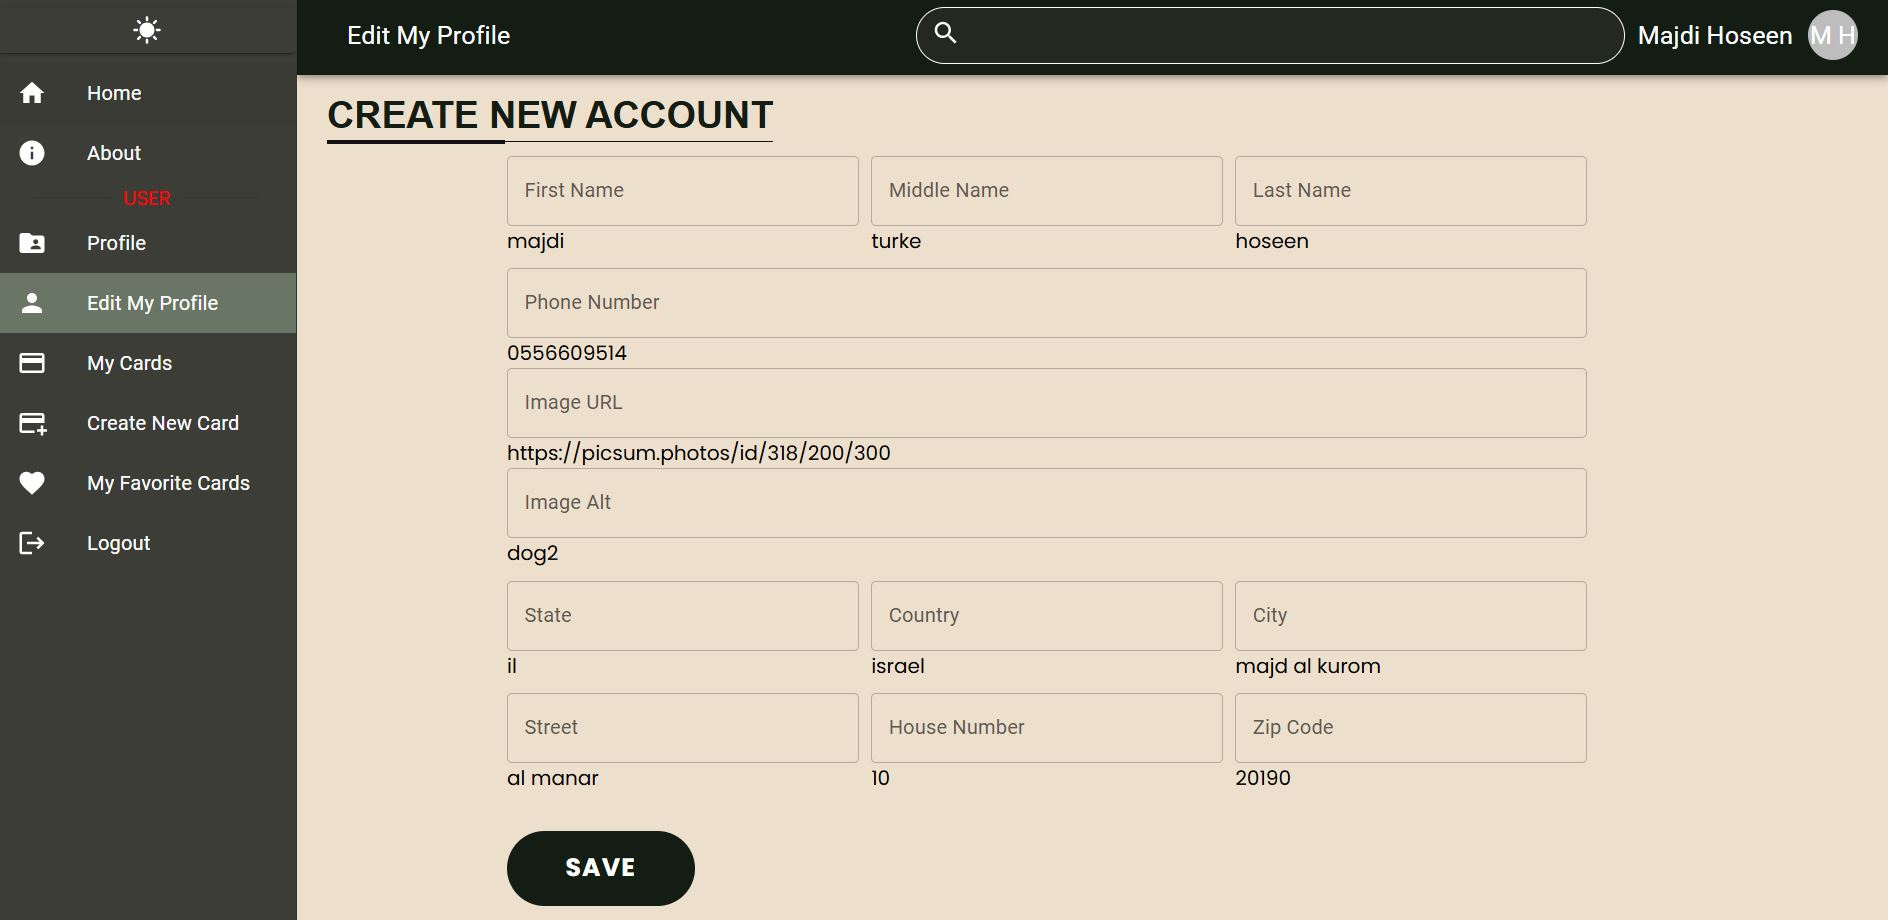 Edit My Profile
Majdi Hoseen
M H
Home
About
USER
Profile
Edit My Profile
My Cards
Create New Card
My Favorite Cards
Logout
CREATE NEW ACCOUNT
First Name Middle Name Last Name
majdi turke hoseen
Phone Number
0556609514
Image URL
https://picsum.photos/id/318/200/300
Image Alt
dog2
State Country City
il israel majd al kurom
Street House Number Zip Code
al manar 10 20190
SAVE